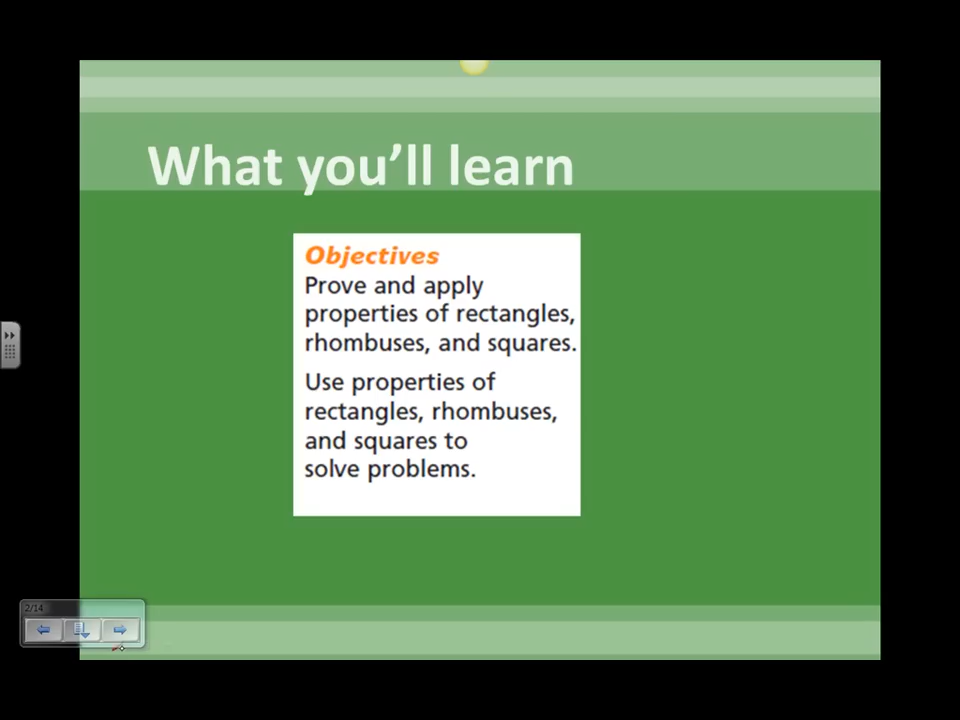 What you’ll learn
Objectives
Prove and apply
properties of rectangles,
rhombuses, and squares.
Use properties of
rectangles, rhombuses,
and squares to
solve problems.
2/14